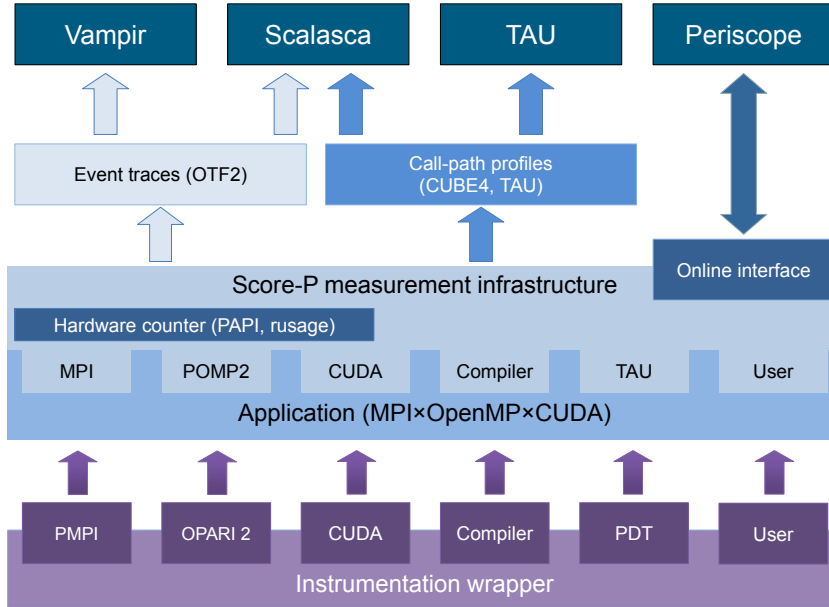 Vampir
Scalasca
TAU
Periscope
Event traces (OTF2)
Call-path profiles
(CUBE4, TAU)
Online interface
Score-P measurement infrastructure
Hardware counter (PAPI, rusage)
MPI
POMP2
CUDA
Compiler
TAU
User
Application (MPI×OpenMP×CUDA)
PMPI
OPARI 2
CUDA
Compiler
PDT
User
Instrumentation wrapper